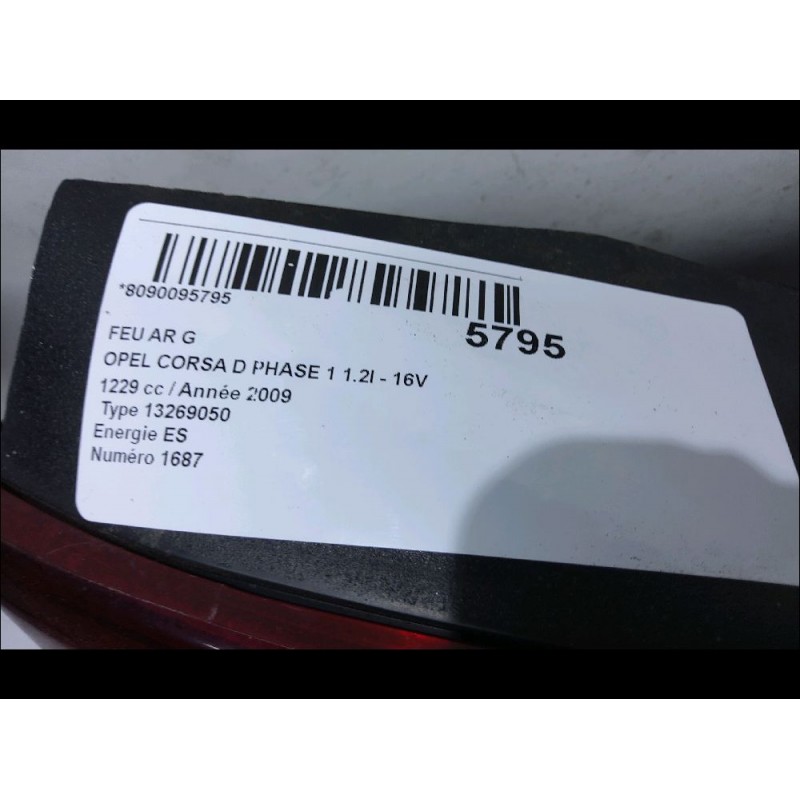 *8090095795
5795
FEU AR G
OPEL CORSA D PHASE 1 1.2I - 16V
1229 cc / Année 2009
Type 13269050
Energie ES
Numéro 1687